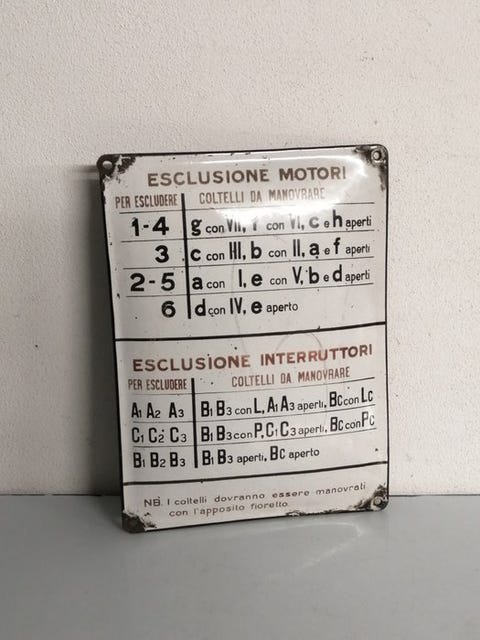 ESCLUSIONE MOTORI
PER ESCLUDERE COLTELLI DA MANOVRARE
1-4 g con VII, f con VI, c e h aperti
3 c con III, b con II, a e f aperti
2-5 a con I, e con V, b e d aperti
6 d con IV, e aperto
ESCLUSIONE INTERRUTTORI
PER ESCLUDERE COLTELLI DA MANOVRARE
A1 A2 A3 B1 B3 con L, A1 A3 aperti, BC con LC
C1 C2 C3 B1 B3 con P, C1 C3 aperti, BC con PC
B1 B2 B3 B1 B3 aperti, BC aperto
NB. I coltelli dovranno essere manovrati
con l'apposito fioretto.